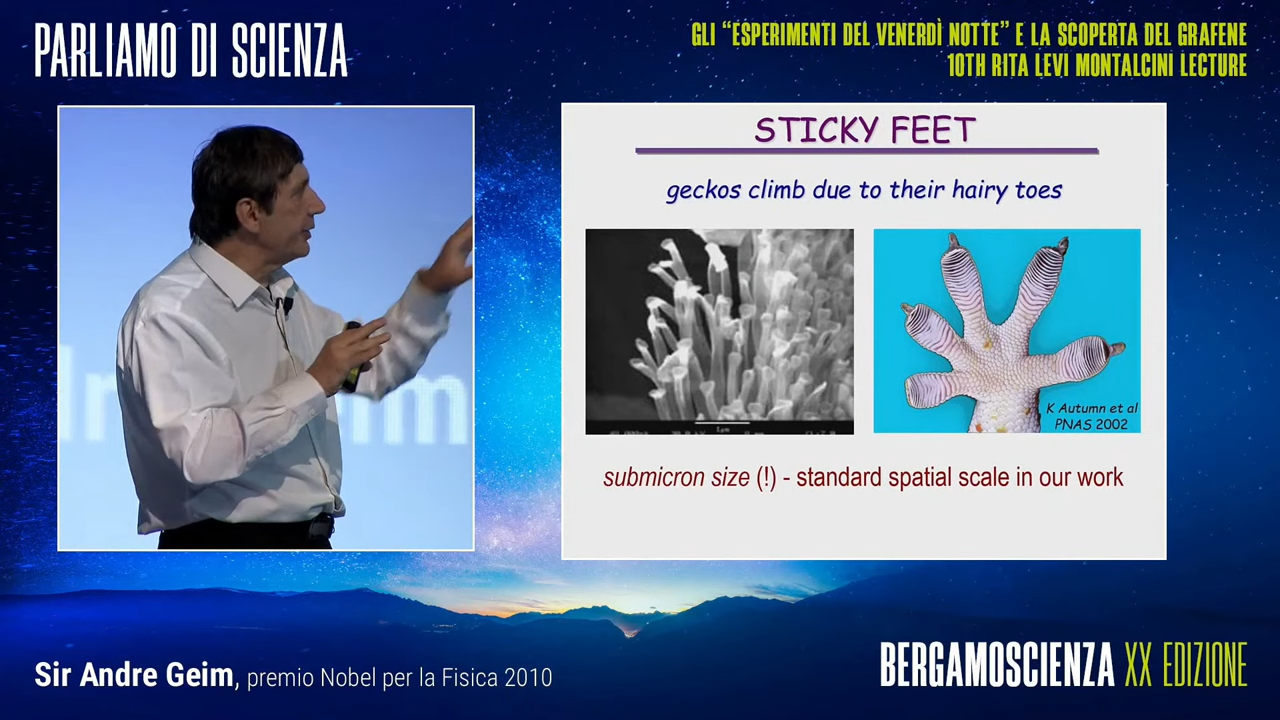 PARLIAMO DI SCIENZA
GLI “ESPERIMENTI DEL VENERDÌ NOTTE” E LA SCOPERTA DEL GRAFENE
10TH RITA LEVI MONTALCINI LECTURE
STICKY FEET
geckos climb due to their hairy toes
1µm
K Autumn et al
PNAS 2002
submicron size (!) - standard spatial scale in our work
Sir Andre Geim, premio Nobel per la Fisica 2010
BERGAMOSCIENZA XX EDIZIONE